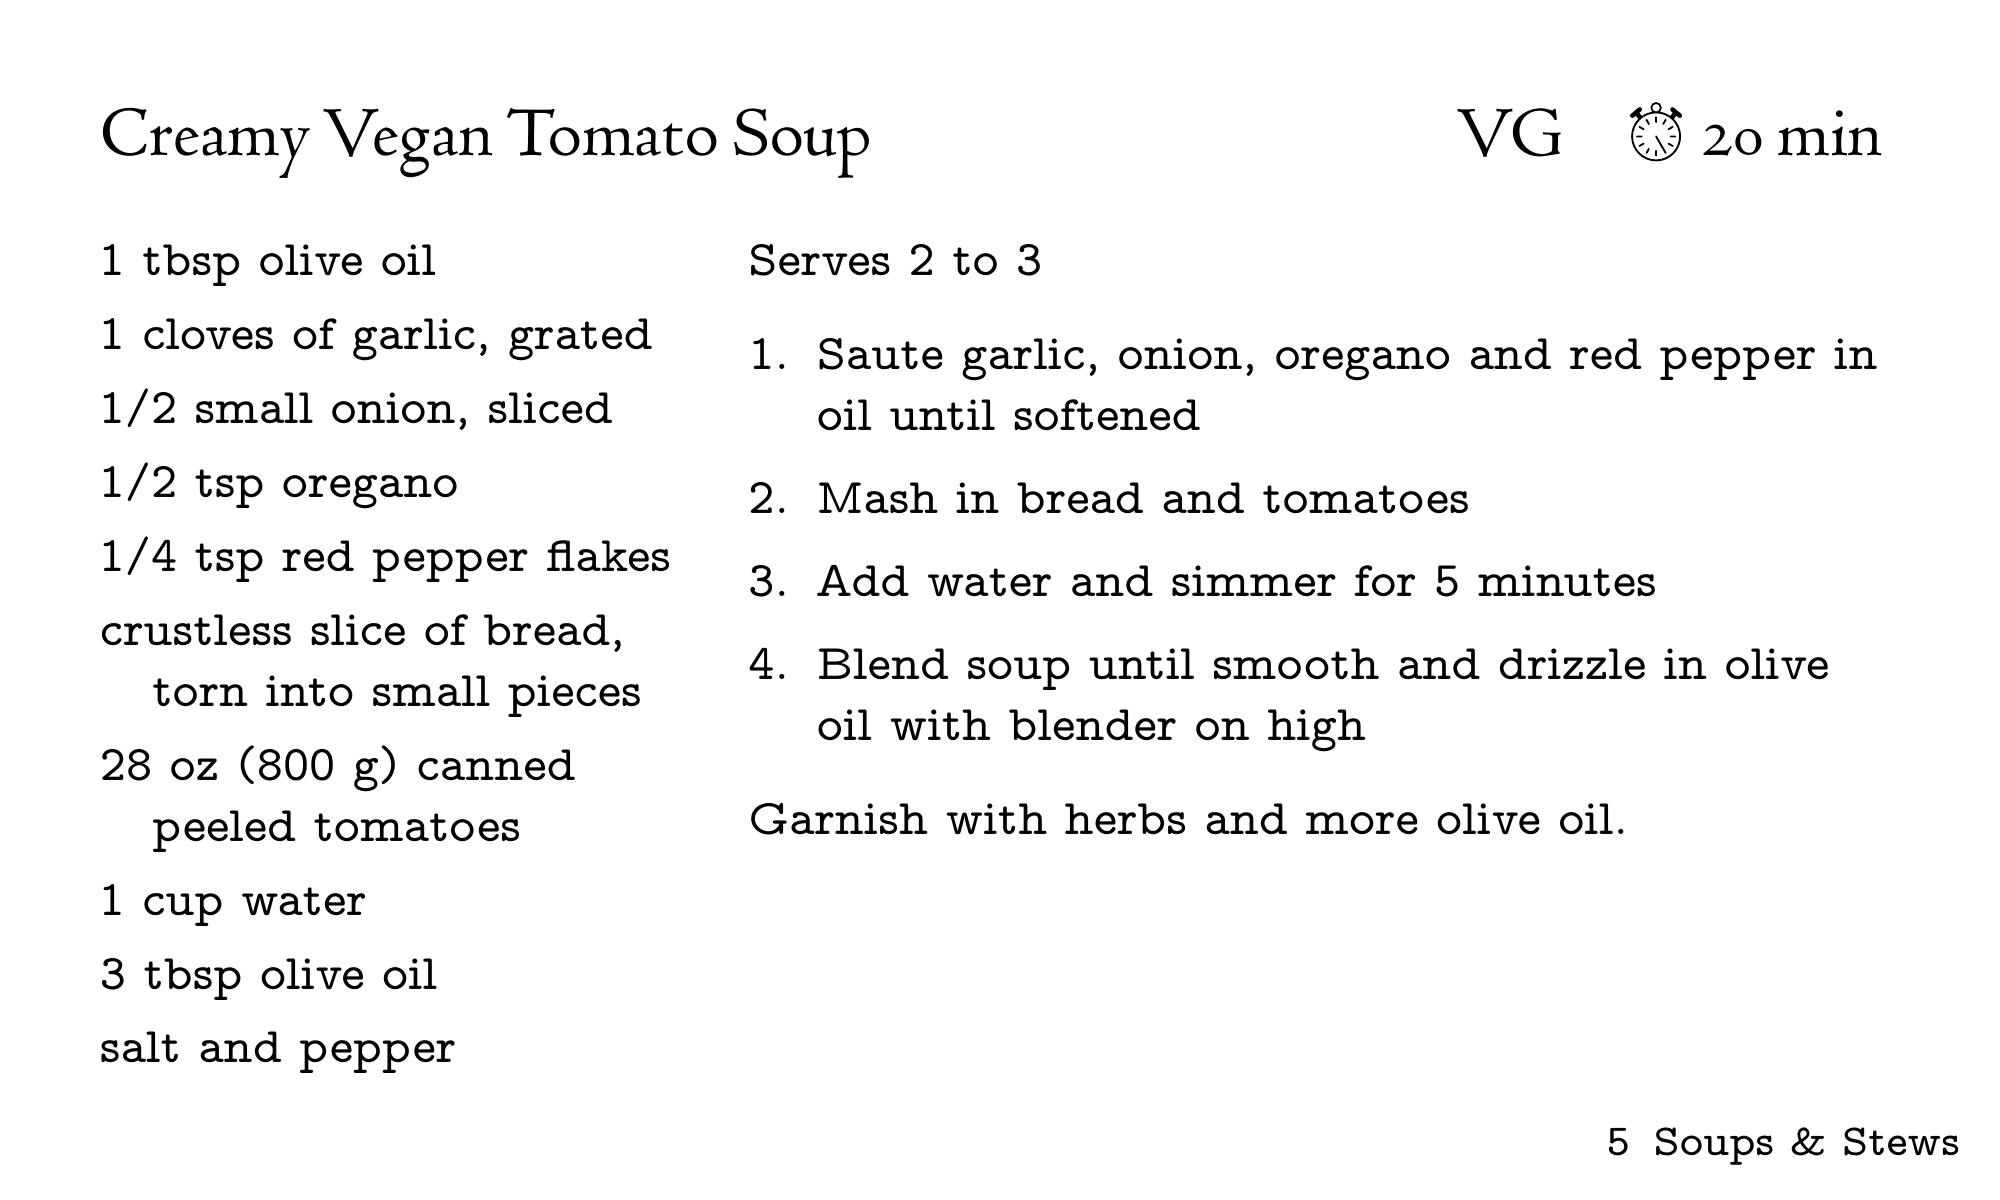 Creamy Vegan Tomato Soup
VG 20 min
1 tbsp olive oil
1 cloves of garlic, grated
1/2 small onion, sliced
1/2 tsp oregano
1/4 tsp red pepper flakes
crustless slice of bread,
torn into small pieces
28 oz (800 g) canned
peeled tomatoes
1 cup water
3 tbsp olive oil
salt and pepper
Serves 2 to 3
1. Saute garlic, onion, oregano and red pepper in
oil until softened
2. Mash in bread and tomatoes
3. Add water and simmer for 5 minutes
4. Blend soup until smooth and drizzle in olive
oil with blender on high
Garnish with herbs and more olive oil.
5 Soups & Stews